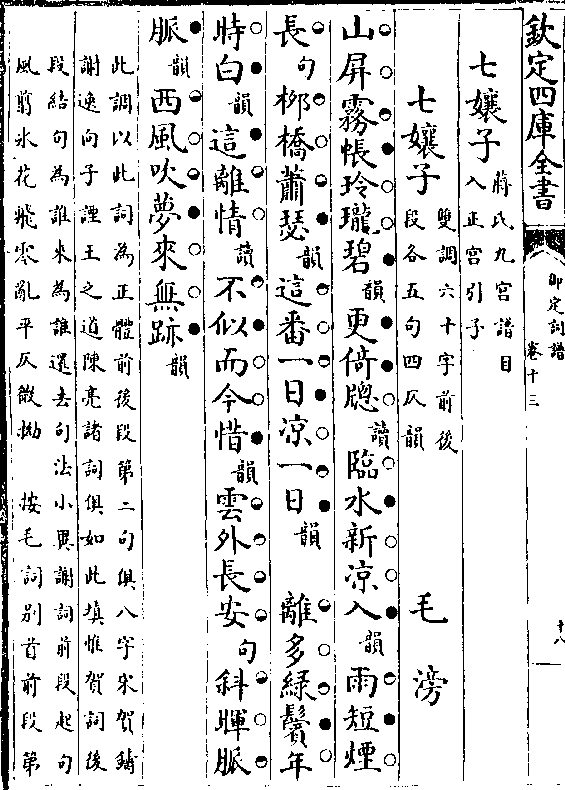 欽定四庫全書
御定詞譜
卷十三
十八
七孃子
蔣氏九宮譜目
入正宮引子
七孃子
雙調六十字前後
段各五句四仄韻
毛滂
山屏霧帳玲瓏碧韻更倚牕讀臨水新凉入韻雨短煙
長句柳橋蕭瑟韻這番一日凉一日韻　離多綠鬢年
時白韻這離情讀不似而今惜韻雲外長安句斜暉脈
脈韻西風吹夢來無跡韻
此調以此詞為正體前後段第二句俱八字宋賀鑄
謝逸向子諲王之道陳亮諸詞俱如此填惟賀詞後
段結句為誰來為誰還去句法小異謝詞前段起句
風翦氷花飛零亂平仄微拗　按毛詞别首前段第